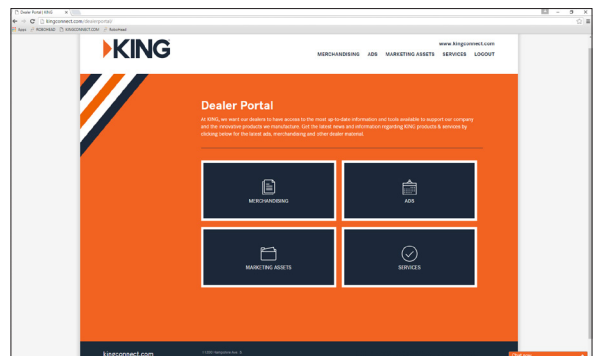 Dealer Portal | KING
kingconnect.com/dealerportal/
Apps ROBOHEAD KINGCONNECT.COM RoboHead
KING
www.kingconnect.com
MERCHANDISING ADS MARKETING ASSETS SERVICES LOGOUT
Dealer Portal
At KING, we want our dealers to have access to the most up-to-date information and tools available to support our company
and the innovative products we manufacture. Get the latest news and information regarding KING products & services by
clicking below for the latest ads, merchandising and other dealer material.
MERCHANDISING
ADS
MARKETING ASSETS
SERVICES
kingconnect.com